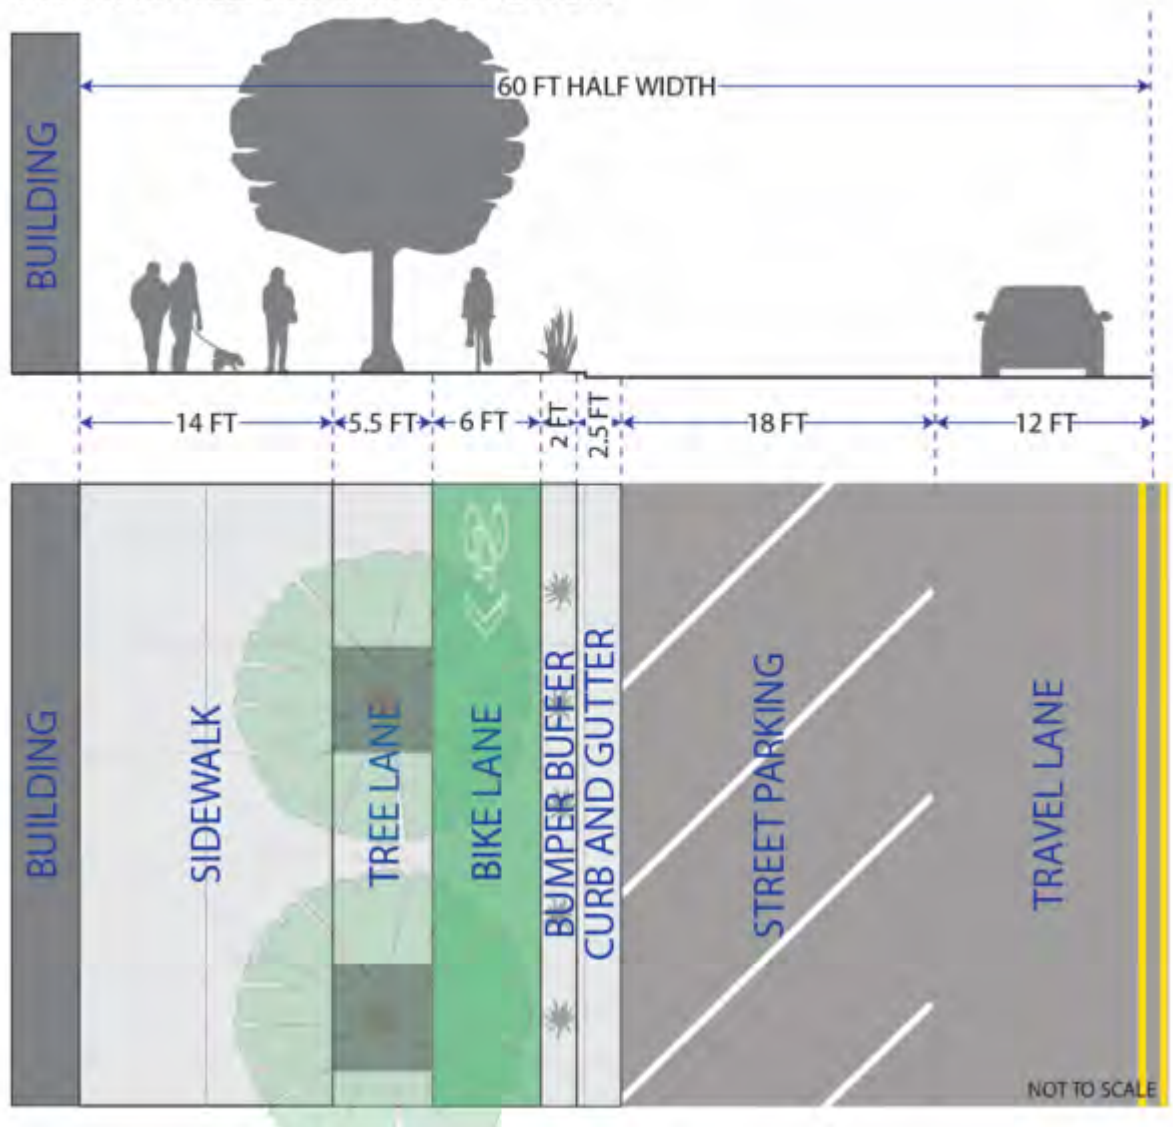 60 FT HALF WIDTH
BUILDING
14 FT
5.5 FT
6 FT
2 FT
2.5 FT
18 FT
12 FT
BUILDING
SIDEWALK
TREE LANE
BIKE LANE
BUMPER BUFFER
CURB AND GUTTER
STREET PARKING
TRAVEL LANE
NOT TO SCALE